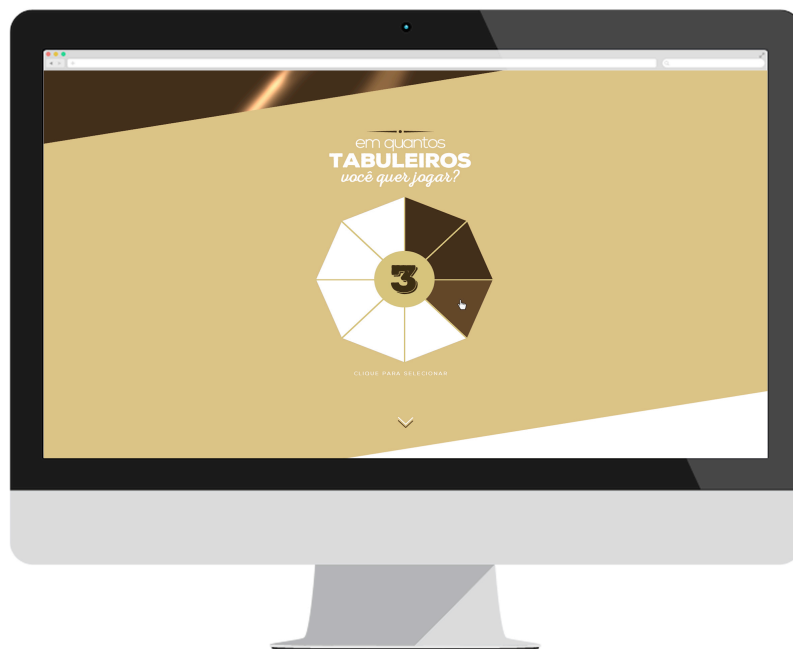 em quantos
TABULEIROS
você quer jogar?
3
CLIQUE PARA SELECIONAR